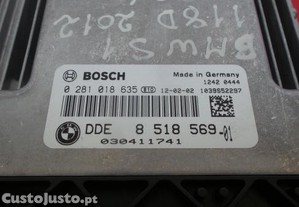 BMW S1
118D 2012
BOSCH
Made in Germany
1242 0444
0 281 018 635
12-02-02 1039S52297
DDE 8 518 569-01
030411741
CustoJusto.pt